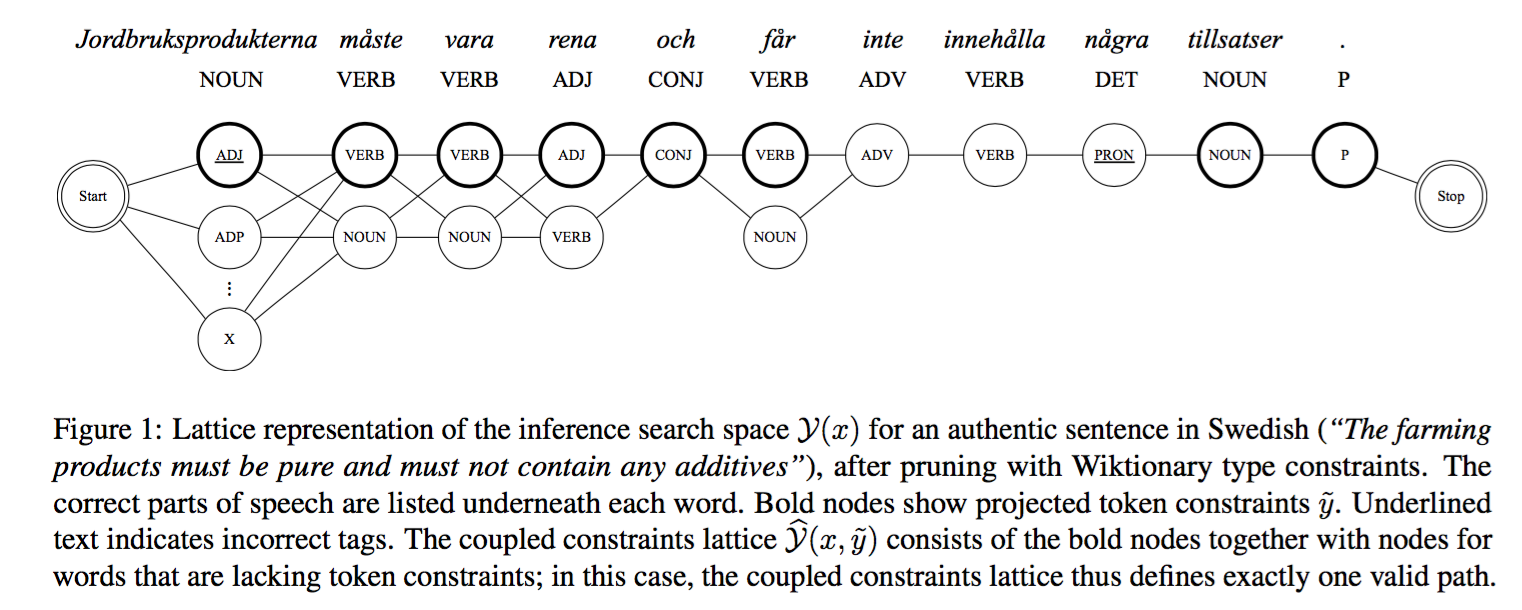 Jordbruksprodukterna måste vara rena och får inte innehålla några tillsatser .
NOUN VERB VERB ADJ CONJ VERB ADV VERB DET NOUN P
ADJ VERB VERB ADJ CONJ VERB ADV VERB PRON NOUN P
Start Stop
ADP NOUN NOUN VERB NOUN
⋮
X
Figure 1: Lattice representation of the inference search space 𝒴(x) for an authentic sentence in Swedish (“The farming
products must be pure and must not contain any additives”), after pruning with Wiktionary type constraints. The
correct parts of speech are listed underneath each word. Bold nodes show projected token constraints ỹ. Underlined
text indicates incorrect tags. The coupled constraints lattice 𝒴̂(x, ỹ) consists of the bold nodes together with nodes for
words that are lacking token constraints; in this case, the coupled constraints lattice thus defines exactly one valid path.